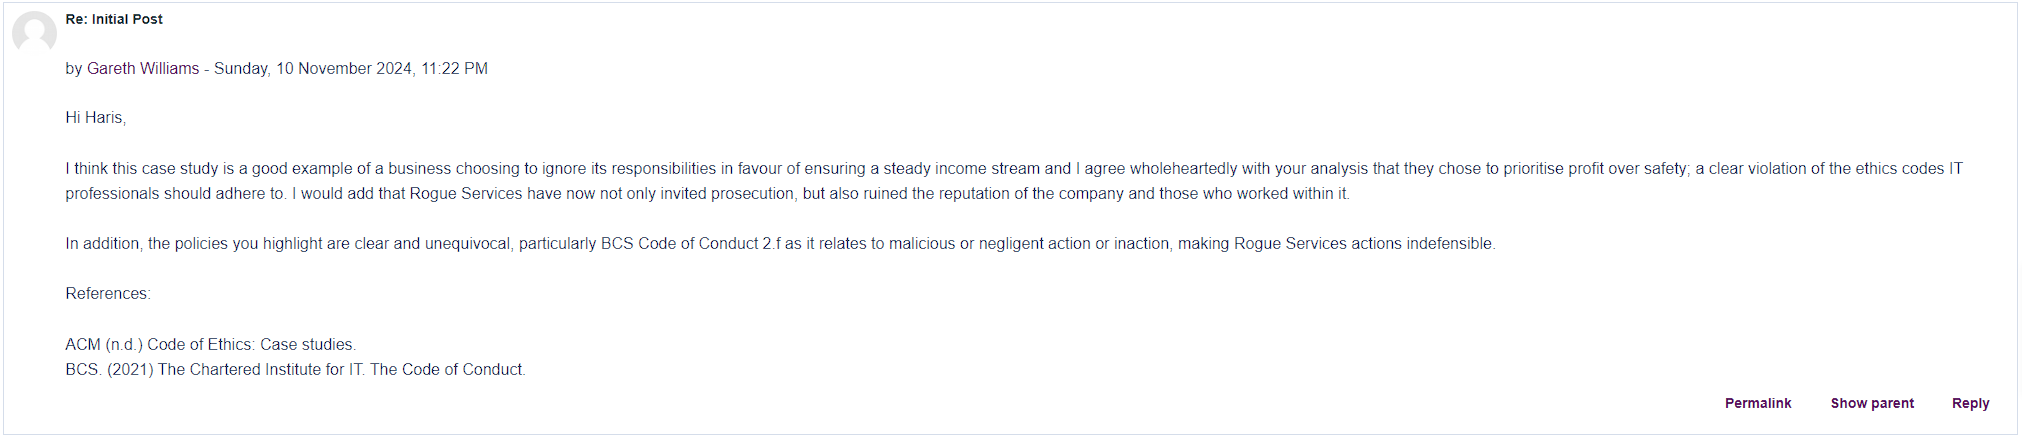 Re: Initial Post
by Gareth Williams - Sunday, 10 November 2024, 11:22 PM
Hi Haris,
I think this case study is a good example of a business choosing to ignore its responsibilities in favour of ensuring a steady income stream and I agree wholeheartedly with your analysis that they chose to prioritise profit over safety; a clear violation of the ethics codes IT
professionals should adhere to. I would add that Rogue Services have now not only invited prosecution, but also ruined the reputation of the company and those who worked within it.
In addition, the policies you highlight are clear and unequivocal, particularly BCS Code of Conduct 2.f as it relates to malicious or negligent action or inaction, making Rogue Services actions indefensible.
References:
ACM (n.d.) Code of Ethics: Case studies.
BCS. (2021) The Chartered Institute for IT. The Code of Conduct.
Permalink Show parent Reply